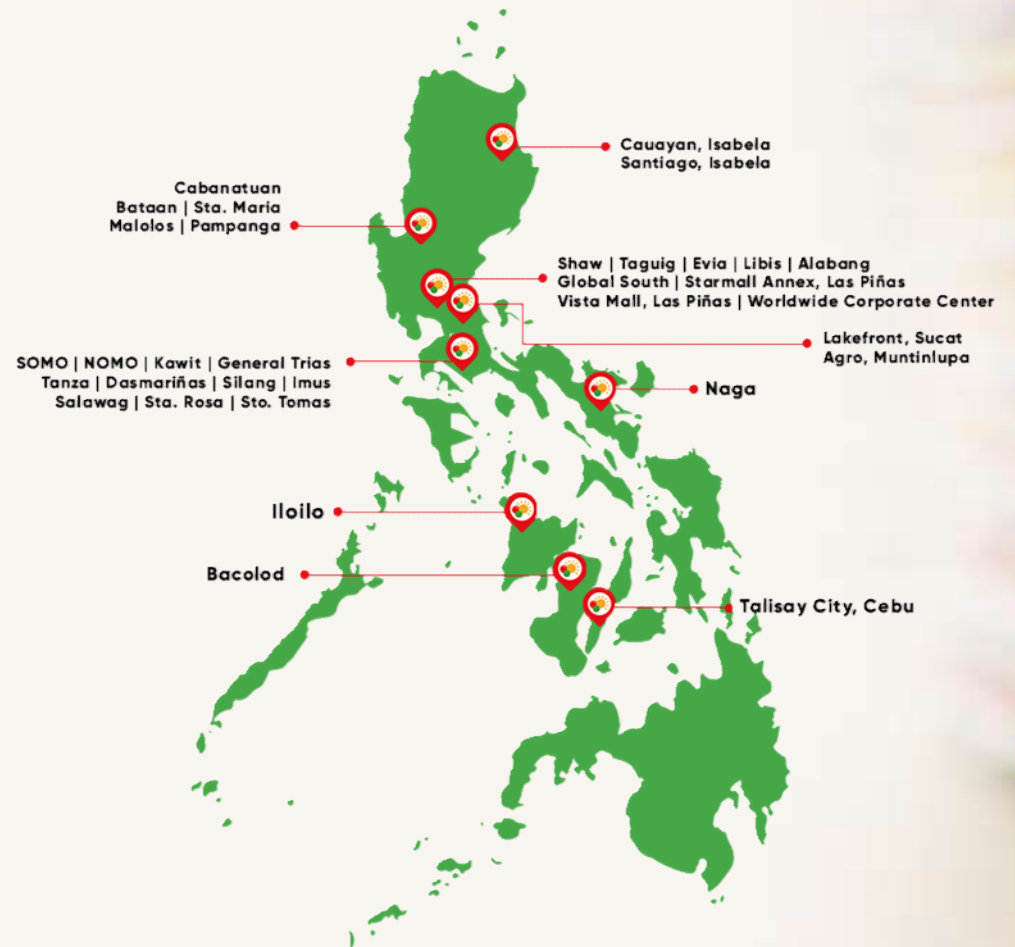 Cauayan, Isabela
Santiago, Isabela
Cabanatuan
Bataan | Sta. Maria
Malolos | Pampanga
Shaw | Taguig | Evia | Libis | Alabang
Global South | Starmall Annex, Las Piñas
Vista Mall, Las Piñas | Worldwide Corporate Center
Lakefront, Sucat
Agro, Muntinlupa
SOMO | NOMO | Kawit | General Trias
Tanza | Dasmariñas | Silang | Imus
Salawag | Sta. Rosa | Sto. Tomas
Naga
Iloilo
Bacolod
Talisay City, Cebu